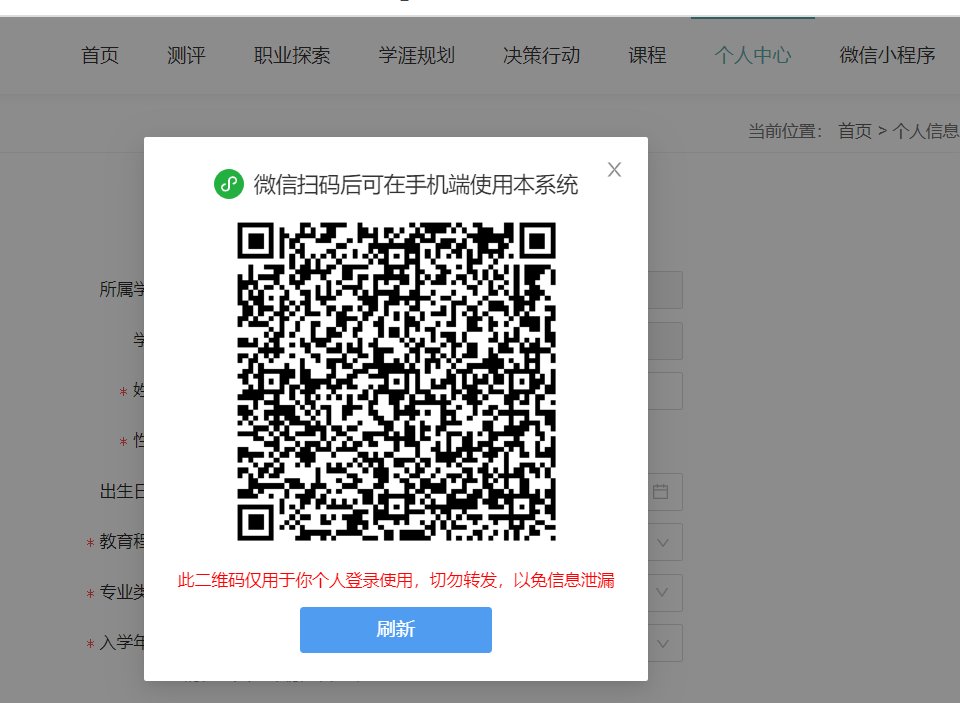 首页 测评 职业探索 学涯规划 决策行动 课程 个人中心 微信小程序
当前位置： 首页 > 个人信息
微信扫码后可在手机端使用本系统
所属学
学
* 姓
* 性
出生日
* 教育程
* 专业类
* 入学年
此二维码仅用于你个人登录使用，切勿转发，以免信息泄漏
刷新